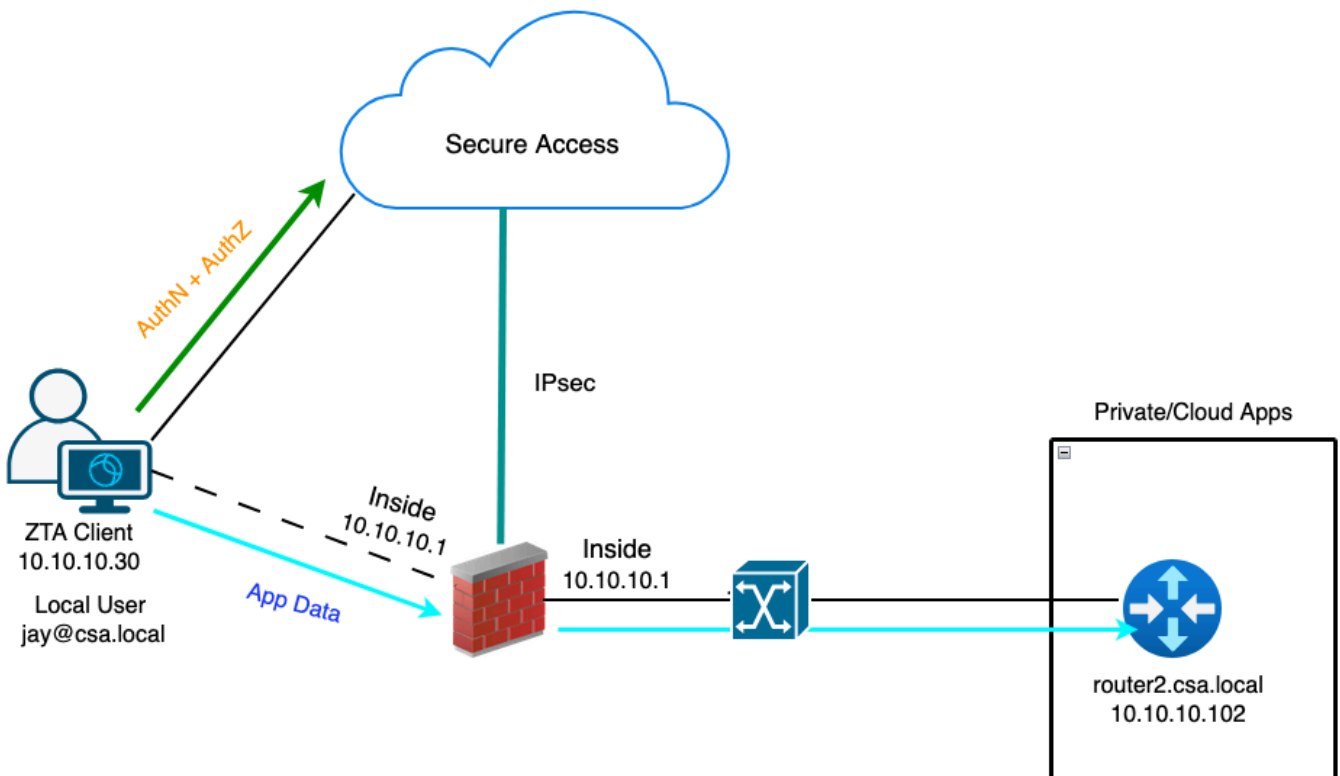 Secure Access
AuthN + AuthZ
IPsec
Private/Cloud Apps
Inside
10.10.10.1
Inside
10.10.10.1
ZTA Client
10.10.10.30
Local User
jay@csa.local
App Data
router2.csa.local
10.10.10.102